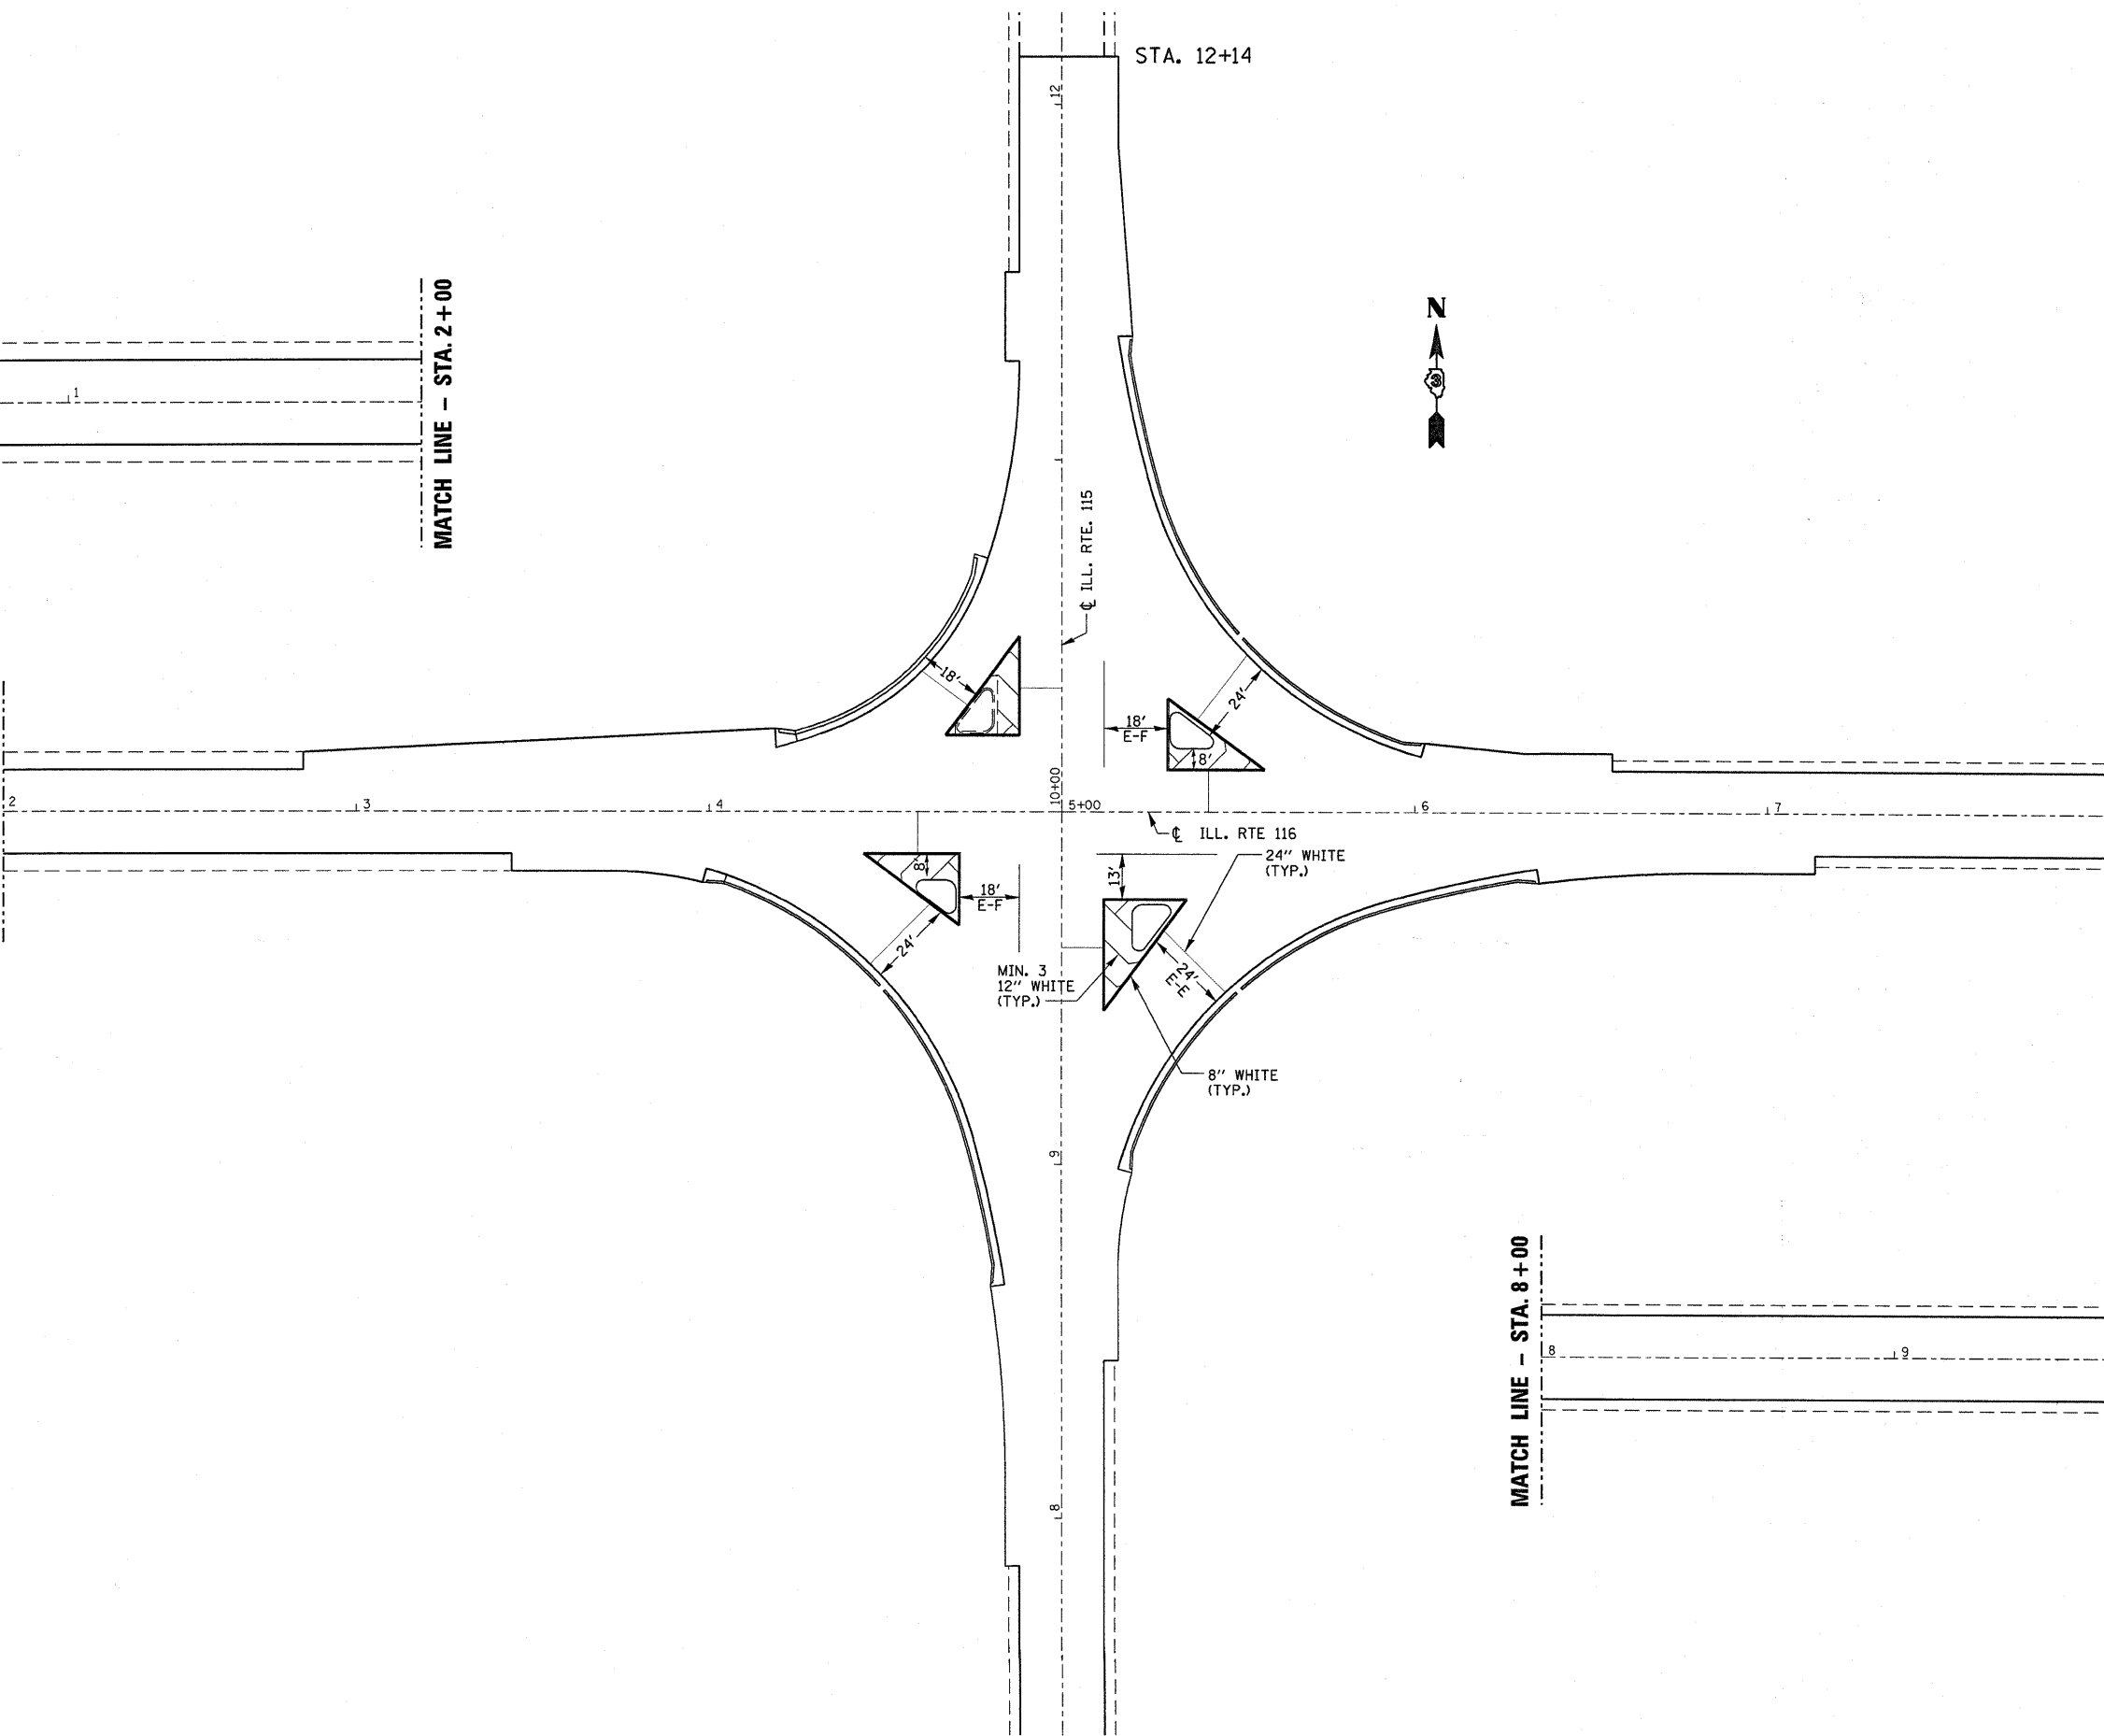 STA. 12+14
12
MATCH LINE - STA. 2+00
N
3
1
℄ ILL. RTE. 115
18'
24'
18'
E-F
8'
10+00
2
3
4
5+00
6
7
℄ ILL. RTE 116
24" WHITE
(TYP.)
8'
13'
18'
E-F
24'
MIN. 3
12" WHITE
(TYP.)
24'
E-E
8" WHITE
(TYP.)
9
MATCH LINE - STA. 8+00
8
9
8